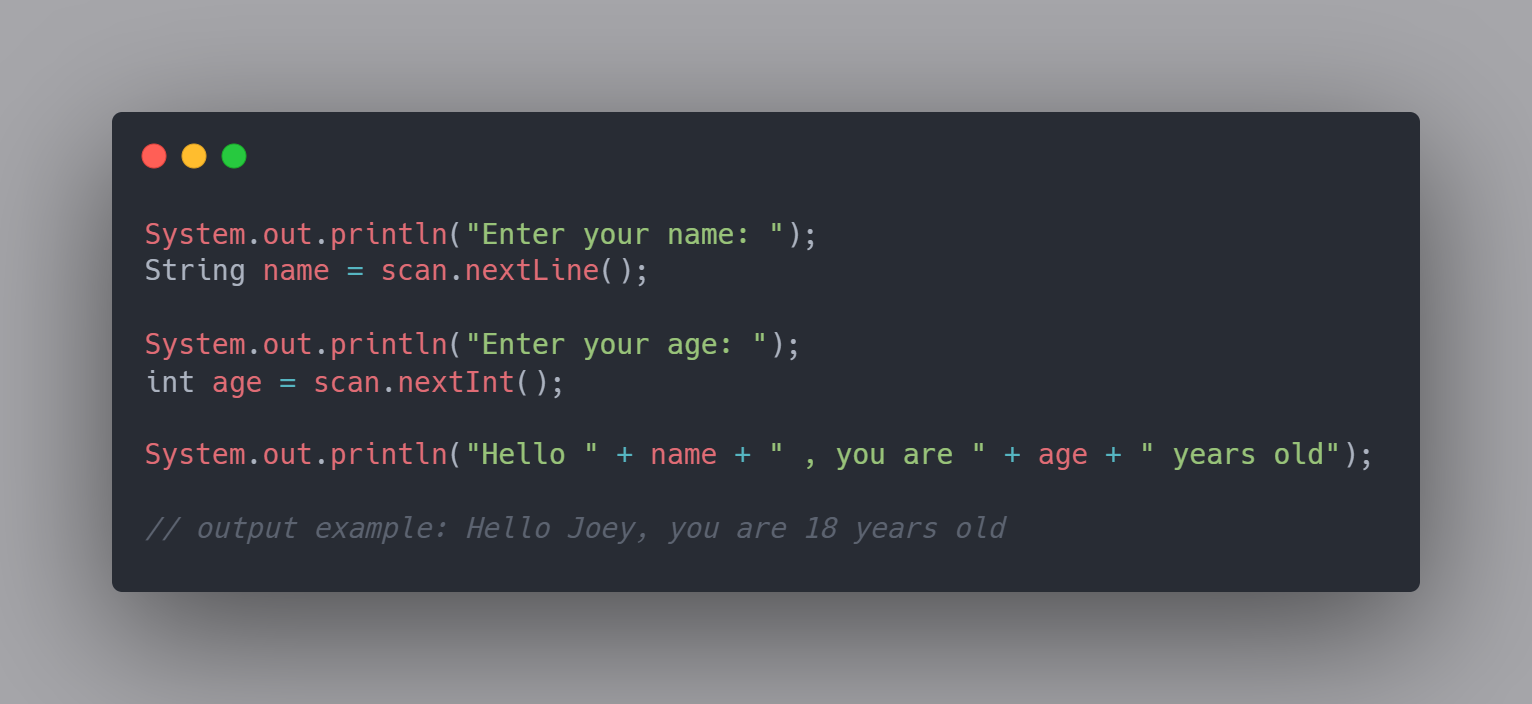 System.out.println("Enter your name: ");
String name = scan.nextLine();
System.out.println("Enter your age: ");
int age = scan.nextInt();
System.out.println("Hello " + name + " , you are " + age + " years old");
// output example: Hello Joey, you are 18 years old